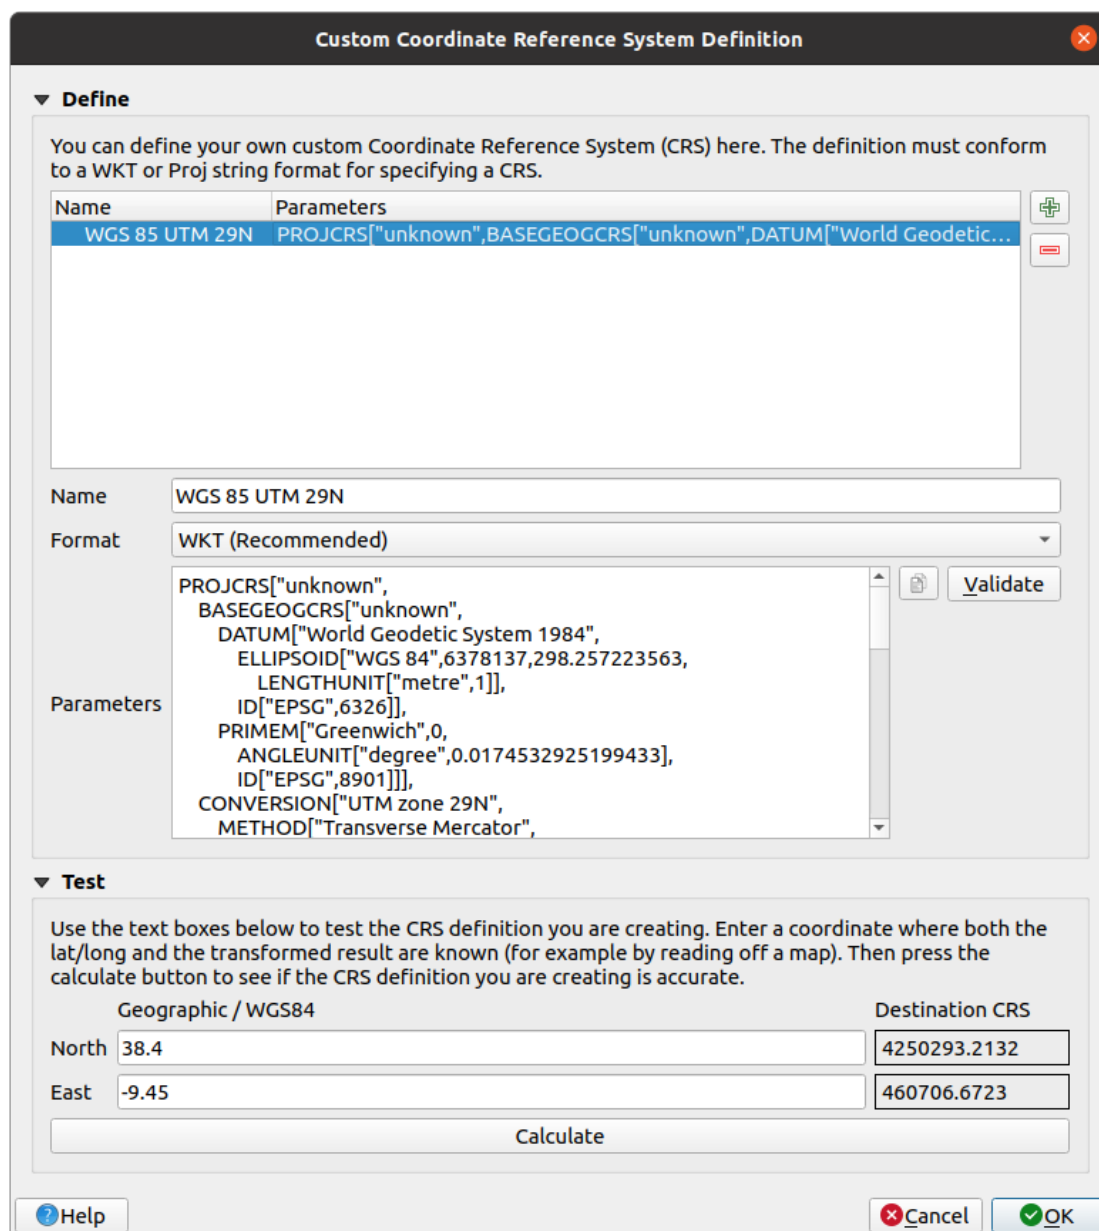 Custom Coordinate Reference System Definition
Define
You can define your own custom Coordinate Reference System (CRS) here. The definition must conform
to a WKT or Proj string format for specifying a CRS.
Name Parameters
WGS 85 UTM 29N PROJCRS["unknown",BASEGEOGCRS["unknown",DATUM["World Geodetic...
Name WGS 85 UTM 29N
Format WKT (Recommended)
PROJCRS["unknown",
BASEGEOGCRS["unknown",
DATUM["World Geodetic System 1984",
ELLIPSOID["WGS 84",6378137,298.257223563,
LENGTHUNIT["metre",1]],
ID["EPSG",6326]],
PRIMEM["Greenwich",0,
ANGLEUNIT["degree",0.0174532925199433],
ID["EPSG",8901]]],
CONVERSION["UTM zone 29N",
METHOD["Transverse Mercator",
Parameters
Validate
Test
Use the text boxes below to test the CRS definition you are creating. Enter a coordinate where both the
lat/long and the transformed result are known (for example by reading off a map). Then press the
calculate button to see if the CRS definition you are creating is accurate.
Geographic / WGS84 Destination CRS
North 38.4 4250293.2132
East -9.45 460706.6723
Calculate
Help Cancel OK